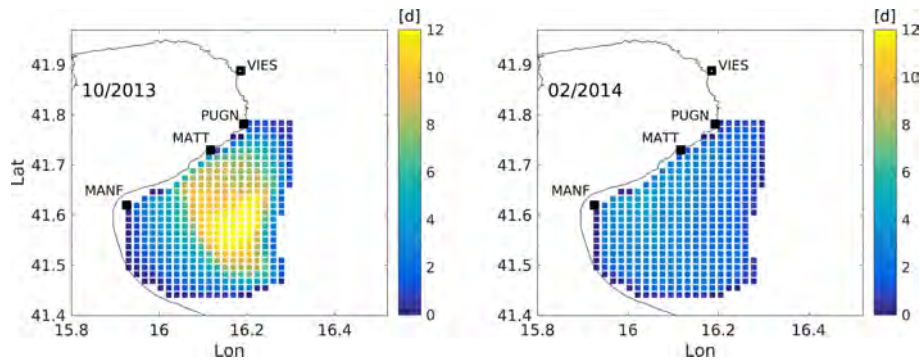 [d]
12
10
8
6
4
2
0
41.9
41.8
41.7
41.6
41.5
41.4
Lat
10/2013
VIES
PUGN
MATT
MANF
15.8
16
16.2
16.4
Lon
[d]
12
10
8
6
4
2
0
41.9
41.8
41.7
41.6
41.5
41.4
02/2014
VIES
PUGN
MATT
MANF
15.8
16
16.2
16.4
Lon